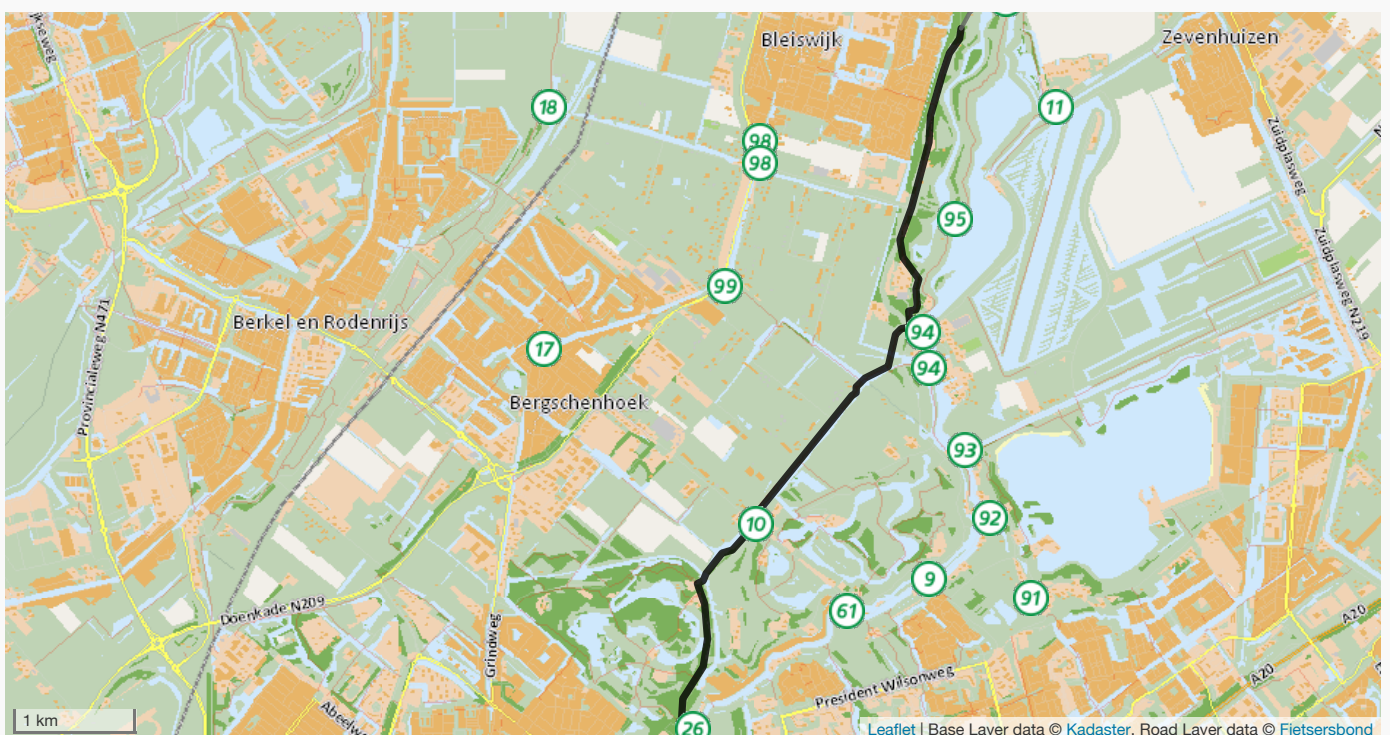 Bleiswijk
Zevenhuizen
18
11
98
98
Zuidplasweg
95
99
Zuidplasweg N219
Berkel en Rodenrijs
94
17
Provincialeweg N471
94
Bergschenhoek
93
10
92
9
91
Doenkade N209
61
A20
Grindweg
A20
President Wilsonweg
1 km
26
Leaflet | Base Layer data © Kadaster, Road Layer data © Fietsersbond